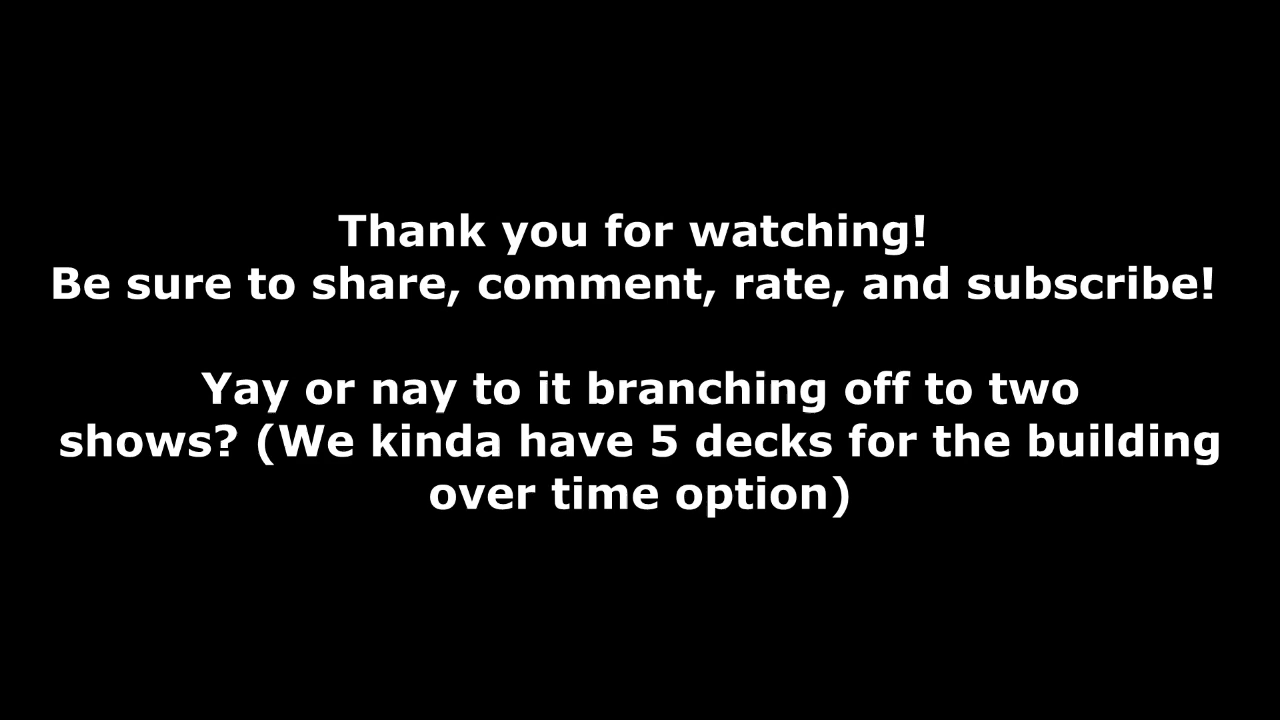 Thank you for watching!
Be sure to share, comment, rate, and subscribe!
Yay or nay to it branching off to two
shows? (We kinda have 5 decks for the building
over time option)